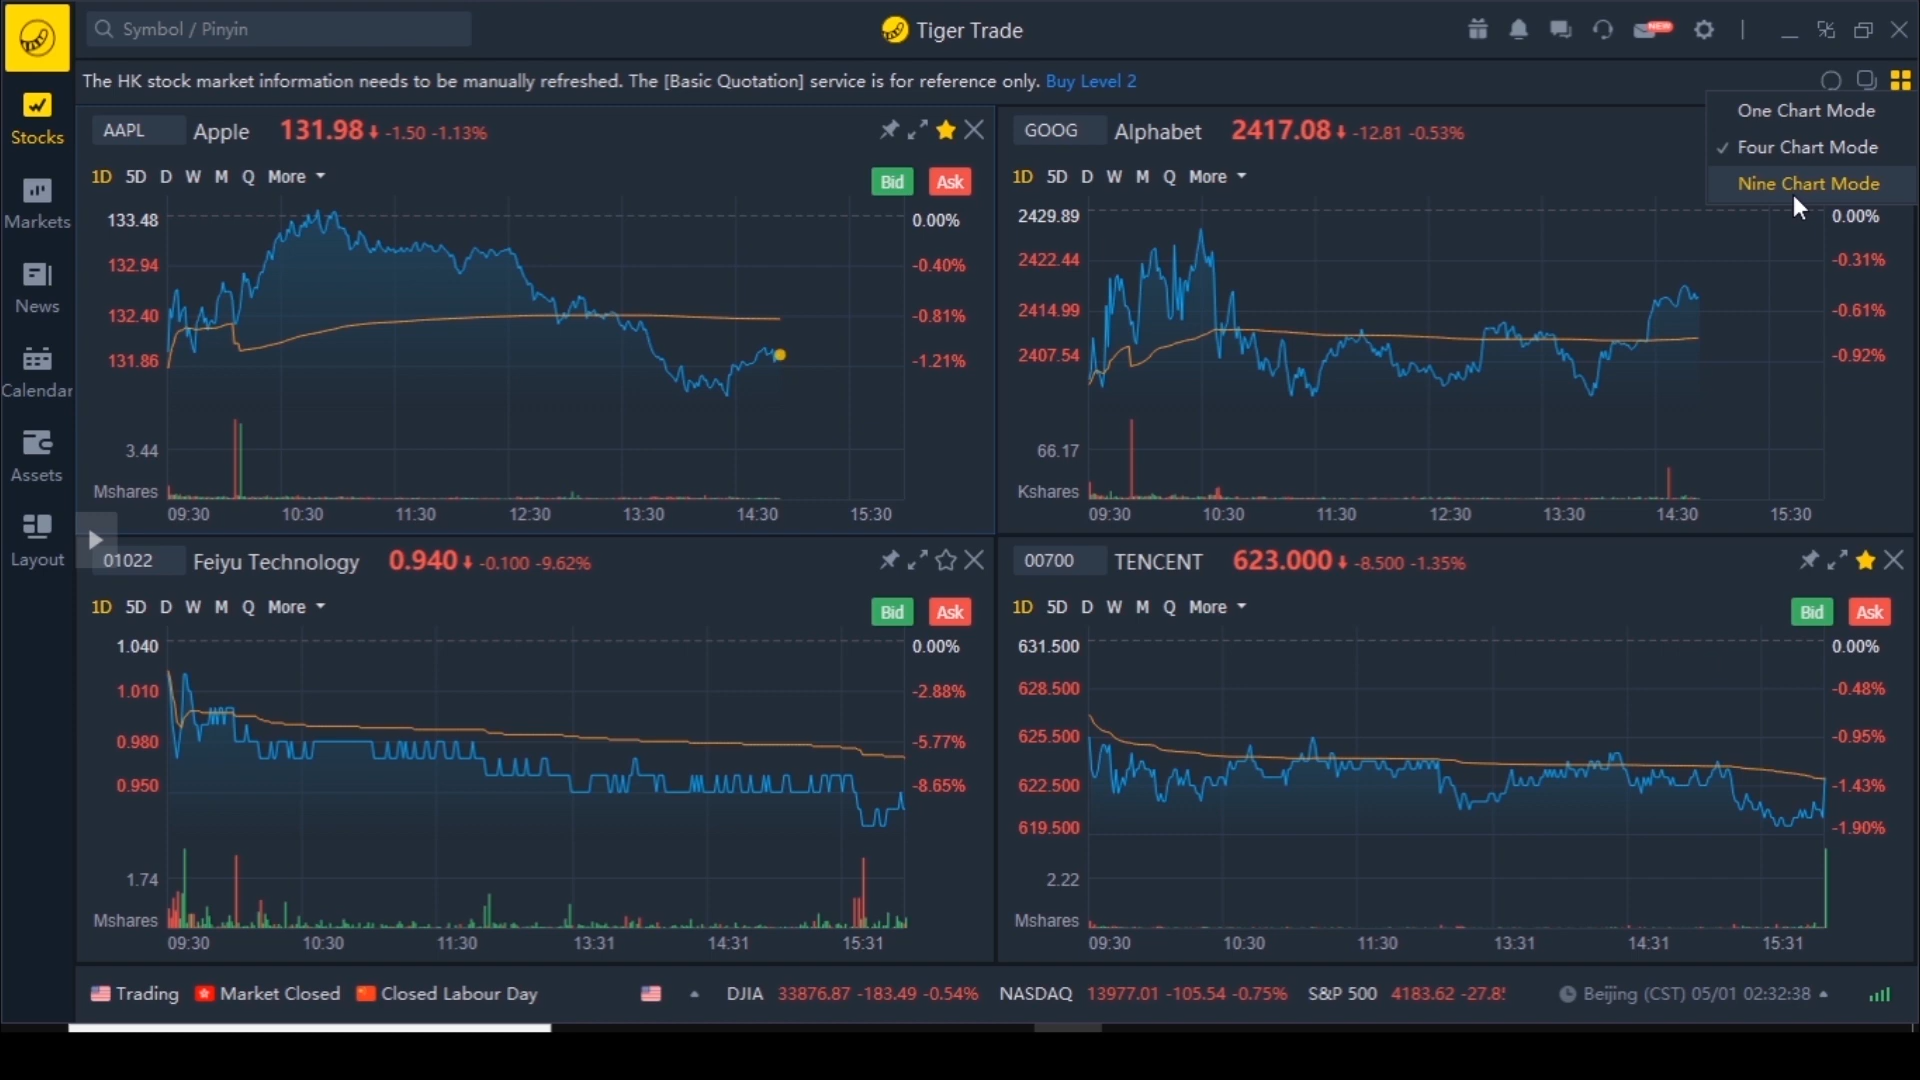 Symbol / Pinyin
Tiger Trade
NEW
The HK stock market information needs to be manually refreshed. The [Basic Quotation] service is for reference only. Buy Level 2
One Chart Mode
✓ Four Chart Mode
Nine Chart Mode
Stocks
Markets
News
Calendar
Assets
Layout
AAPL Apple 131.98 -1.50 -1.13%
1D 5D D W M Q More
Bid Ask
133.48 0.00%
132.94 -0.40%
132.40 -0.81%
131.86 -1.21%
3.44
Mshares
09:30 10:30 11:30 12:30 13:30 14:30 15:30
GOOG Alphabet 2417.08 -12.81 -0.53%
1D 5D D W M Q More
2429.89 0.00%
2422.44 -0.31%
2414.99 -0.61%
2407.54 -0.92%
66.17
Kshares
09:30 10:30 11:30 12:30 13:30 14:30 15:30
01022 Feiyu Technology 0.940 -0.100 -9.62%
1D 5D D W M Q More
Bid Ask
1.040 0.00%
1.010 -2.88%
0.980 -5.77%
0.950 -8.65%
1.74
Mshares
09:30 10:30 11:30 13:31 14:31 15:31
00700 TENCENT 623.000 -8.500 -1.35%
1D 5D D W M Q More
Bid Ask
631.500 0.00%
628.500 -0.48%
625.500 -0.95%
622.500 -1.43%
619.500 -1.90%
2.22
Mshares
09:30 10:30 11:30 13:31 14:31 15:31
Trading Market Closed Closed Labour Day DJIA 33876.87 -183.49 -0.54% NASDAQ 13977.01 -105.54 -0.75% S&P 500 4183.62 Beijing (CST) 05/01 02:32:38